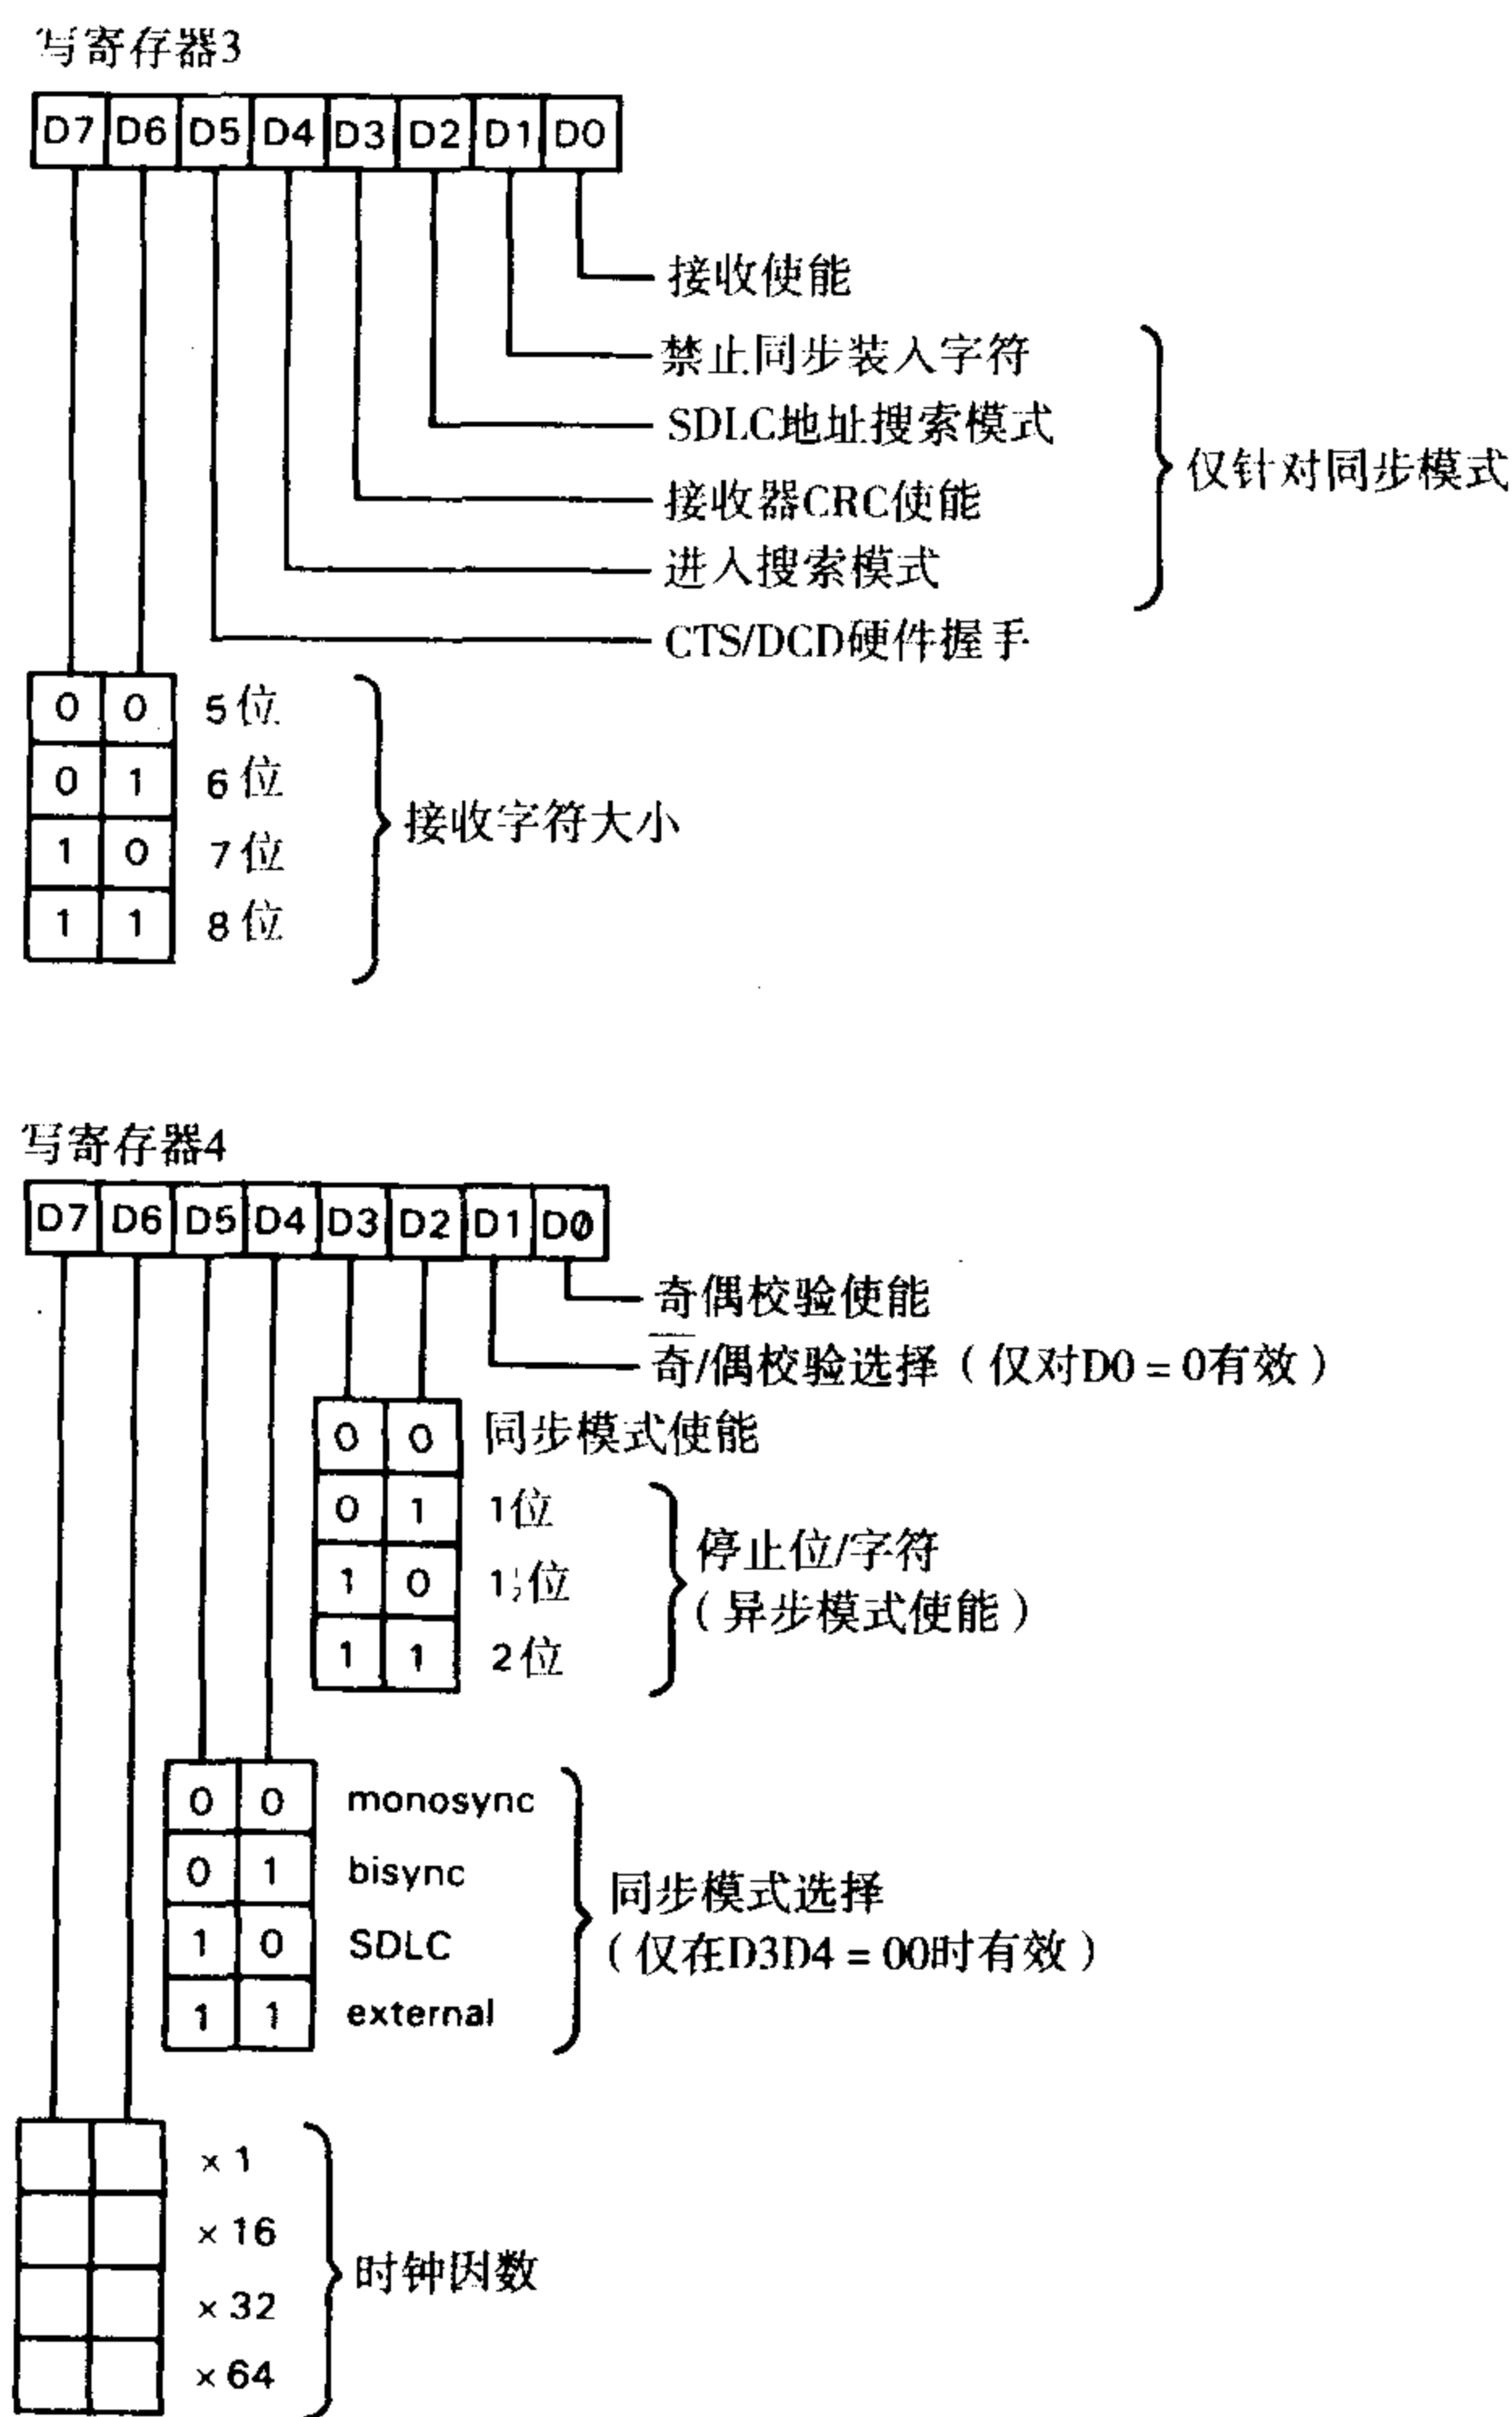 写寄存器3
D7 D6 D5 D4 D3 D2 D1 D0
接收使能
禁止同步装入字符
SDLC地址搜索模式
接收器CRC使能
进入搜索模式
仅针对同步模式
CTS/DCD硬件握手
0 0 5位
0 1 6位
1 0 7位
1 1 8位
接收字符大小
写寄存器4
D7 D6 D5 D4 D3 D2 D1 D0
奇偶校验使能
奇/偶校验选择（仅对D0=0有效）
0 0 同步模式使能
0 1 1位
1 0
1 1 2位
停止位/字符
（异步模式使能）
0 0 monosync
0 1 bisync
1 0 SDLC
1 1 external
同步模式选择
（仅在D3D4=00时有效）
×1
×16
×32
×64
时钟因数